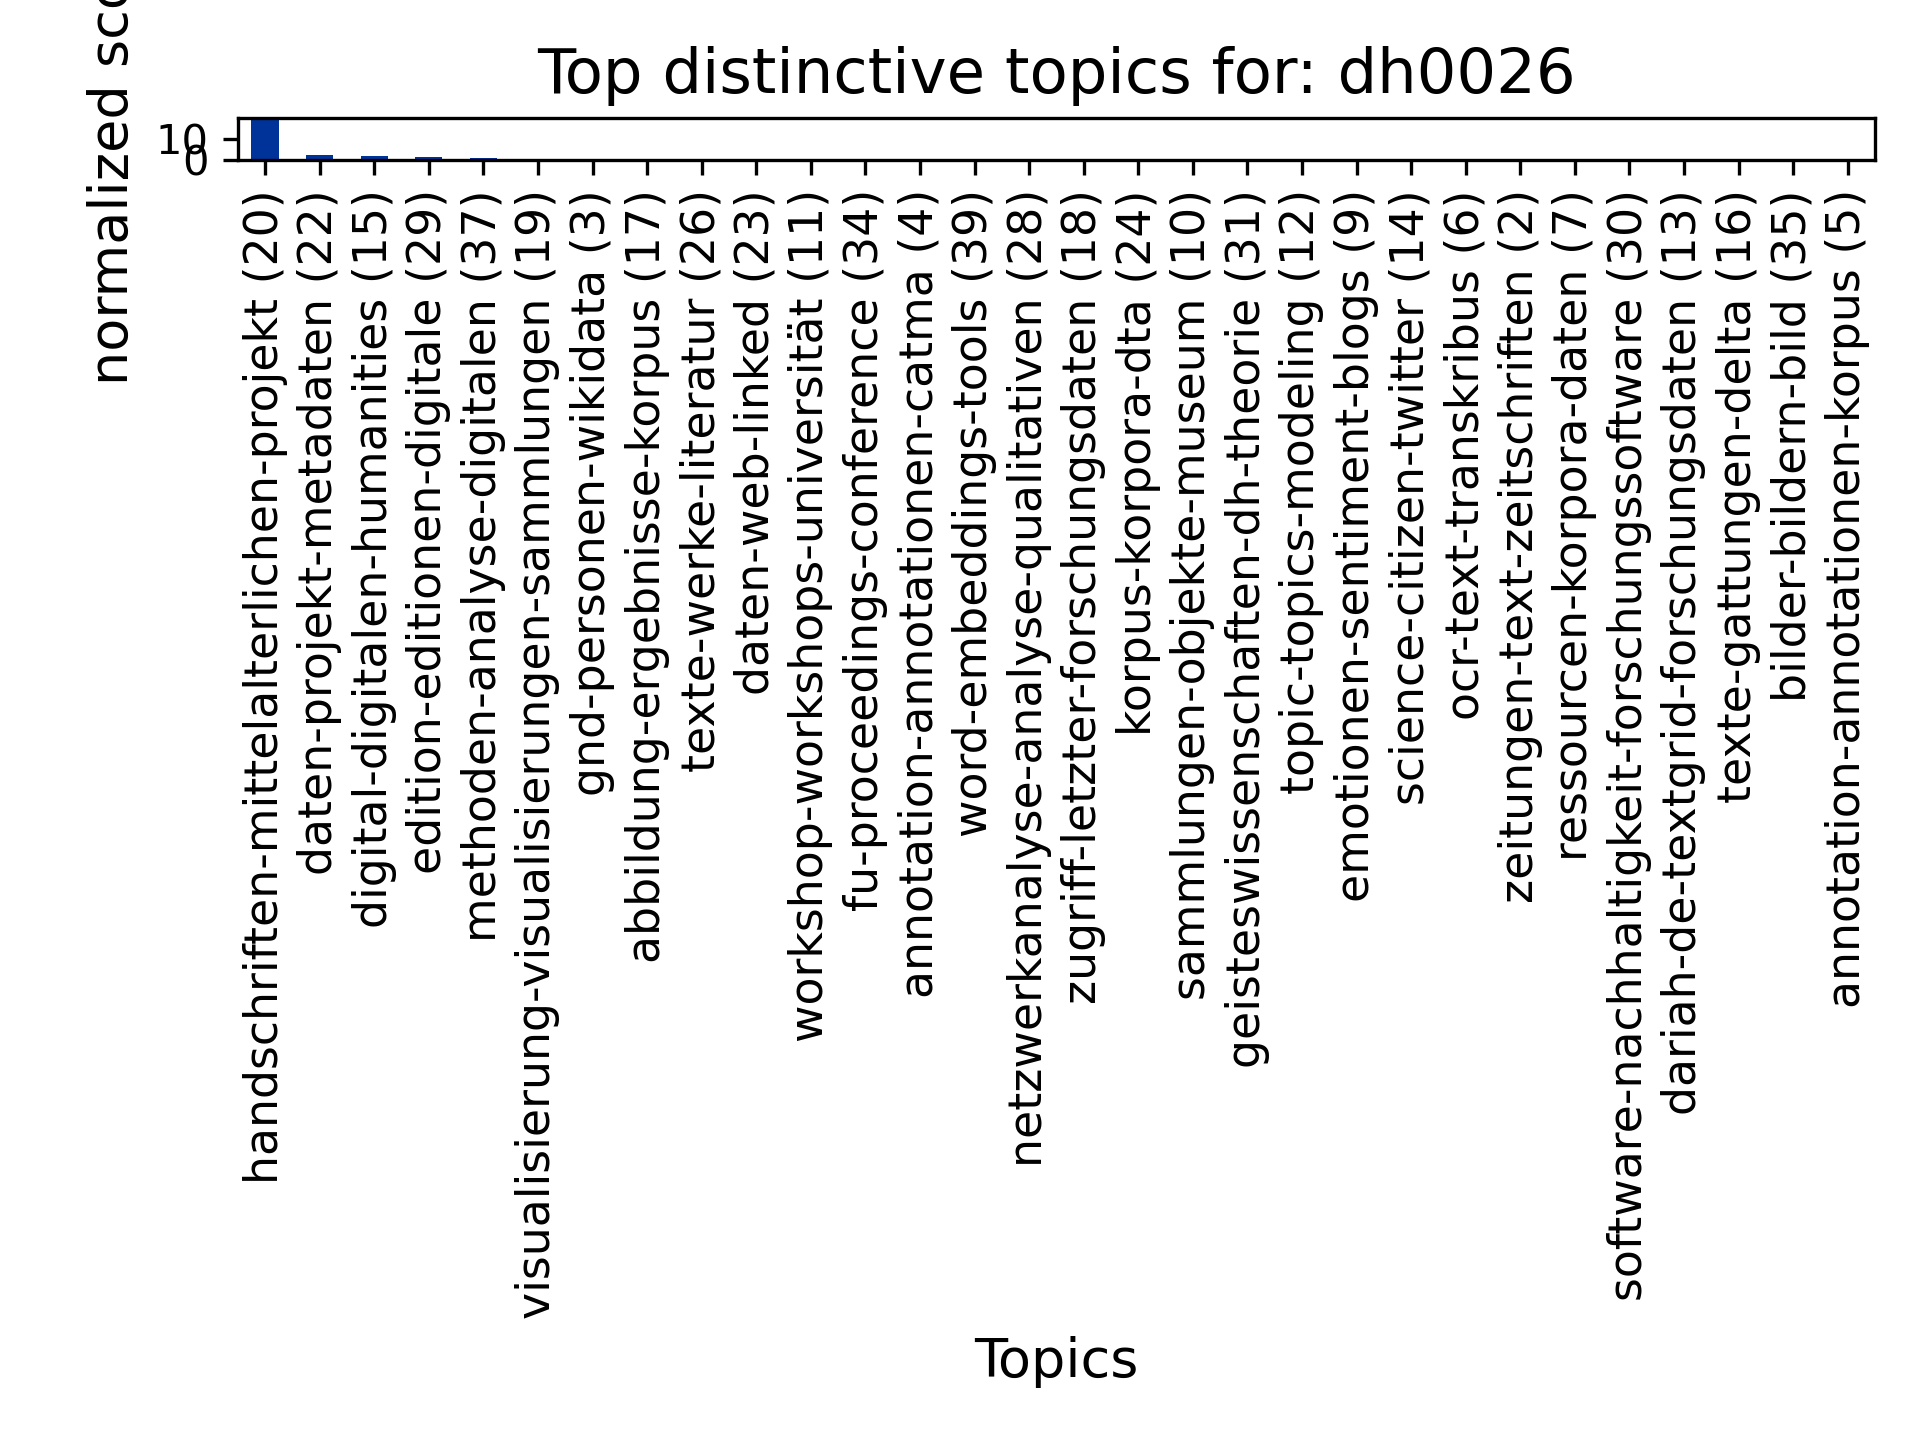 Top distinctive topics for: dh0026
normalized sco
10
0
handschriften-mittelalterlichen-projekt (20)
daten-projekt-metadaten (22)
digital-digitalen-humanities (15)
edition-editionen-digitale (29)
methoden-analyse-digitalen (37)
visualisierung-visualisierungen-sammlungen (19)
gnd-personen-wikidata (3)
abbildung-ergebnisse-korpus (17)
texte-werke-literatur (26)
daten-web-linked (23)
workshop-workshops-universität (11)
fu-proceedings-conference (34)
annotation-annotationen-catma (4)
word-embeddings-tools (39)
netzwerkanalyse-analyse-qualitativen (28)
zugriff-letzter-forschungsdaten (18)
korpus-korpora-dta (24)
sammlungen-objekte-museum (10)
geisteswissenschaften-dh-theorie (31)
topic-topics-modeling (12)
emotionen-sentiment-blogs (9)
science-citizen-twitter (14)
ocr-text-transkribus (6)
zeitungen-text-zeitschriften (2)
ressourcen-korpora-daten (7)
software-nachhaltigkeit-forschungssoftware (30)
dariah-de-textgrid-forschungsdaten (13)
texte-gattungen-delta (16)
bilder-bildern-bild (35)
annotation-annotationen-korpus (5)
Topics